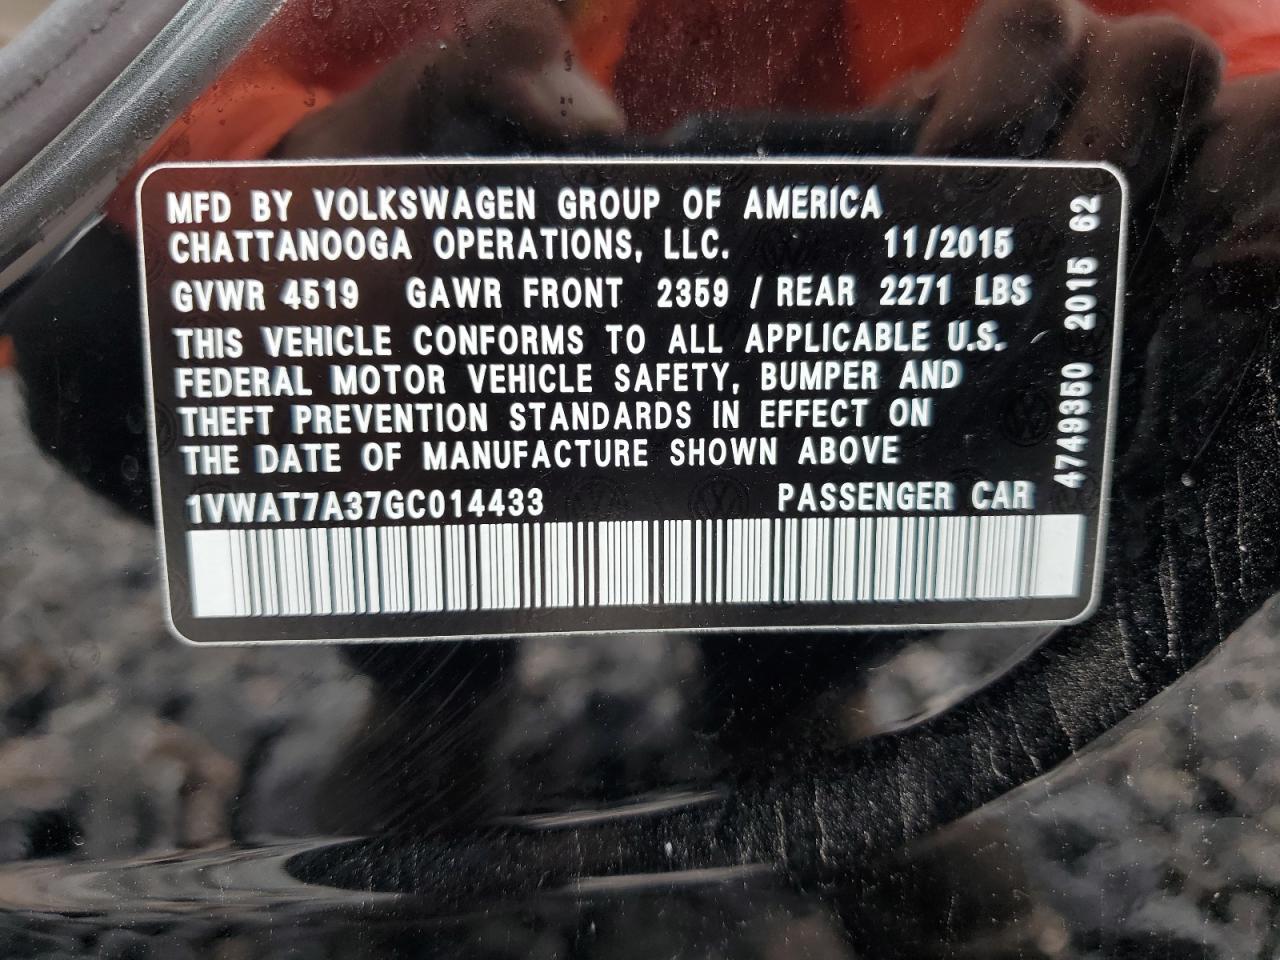 MFD BY VOLKSWAGEN GROUP OF AMERICA
CHATTANOOGA OPERATIONS, LLC. 11/2015
GVWR 4519 GAWR FRONT 2359 / REAR 2271 LBS
THIS VEHICLE CONFORMS TO ALL APPLICABLE U.S.
FEDERAL MOTOR VEHICLE SAFETY, BUMPER AND
THEFT PREVENTION STANDARDS IN EFFECT ON
THE DATE OF MANUFACTURE SHOWN ABOVE
1VWAT7A37GC014433 PASSENGER CAR
4749350 2015 62